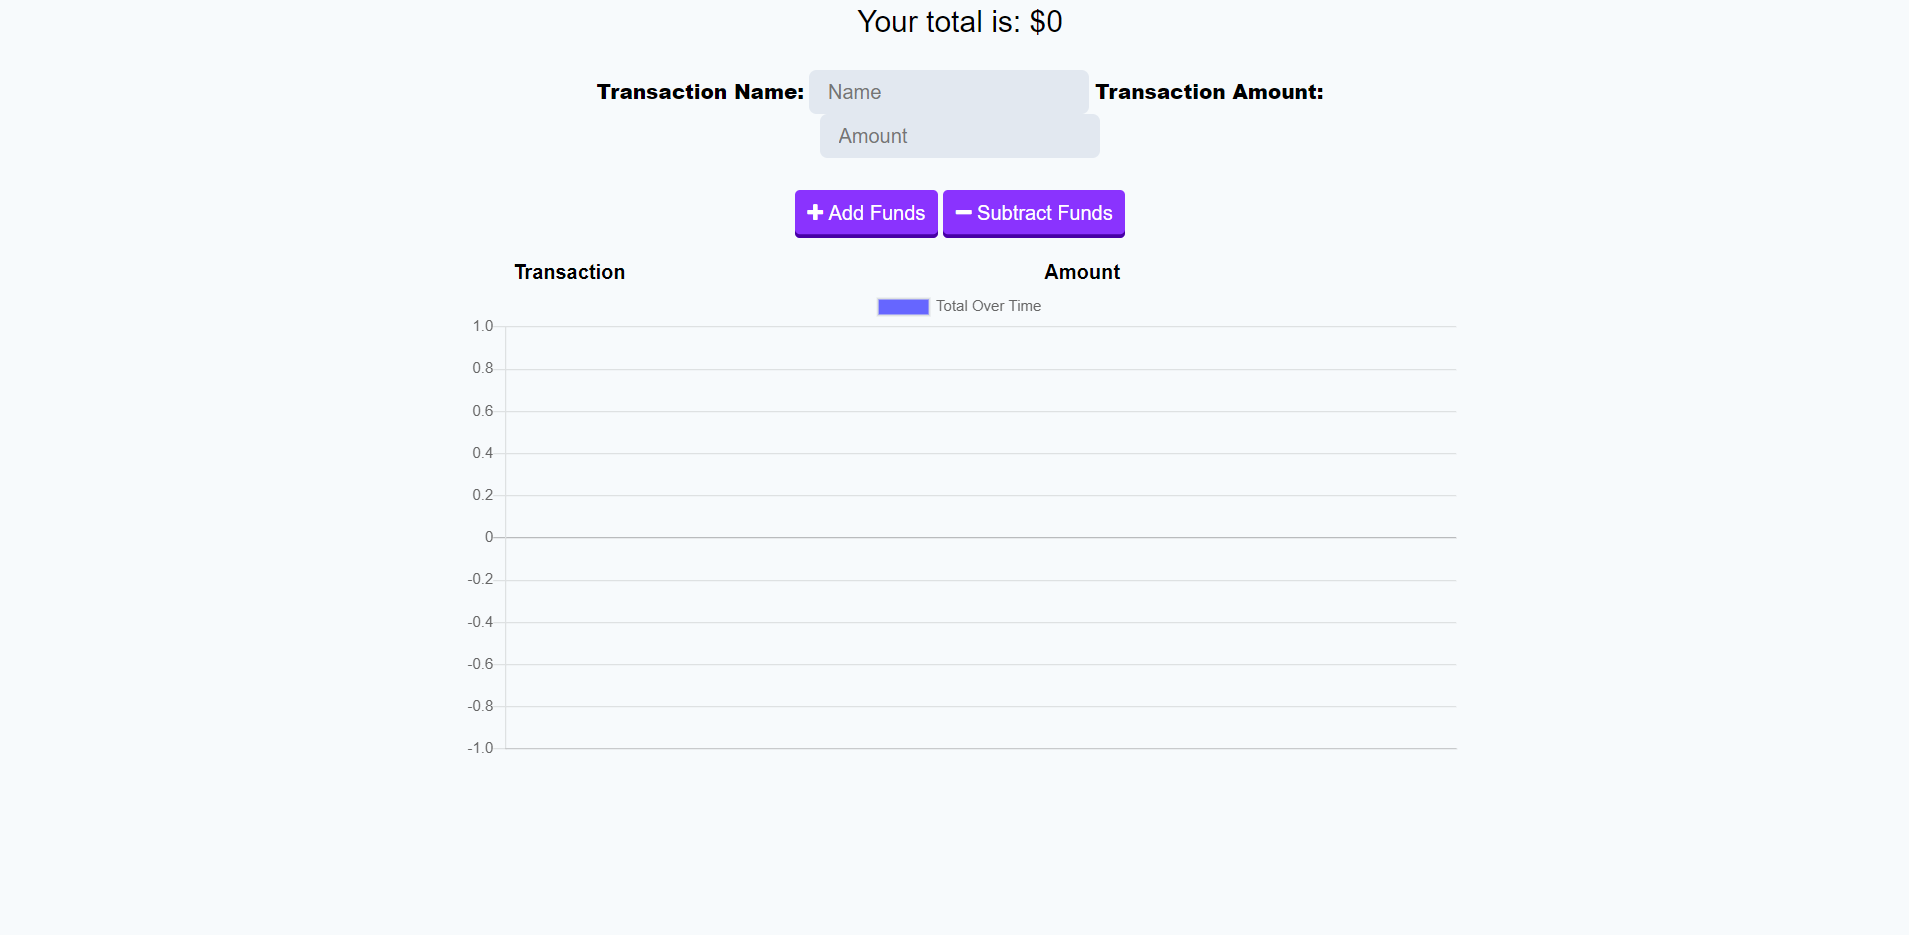 Your total is: $0
Transaction Name: Name Transaction Amount:
Amount
Add Funds Subtract Funds
Transaction Amount
Total Over Time
1.0
0.8
0.6
0.4
0.2
0
-0.2
-0.4
-0.6
-0.8
-1.0